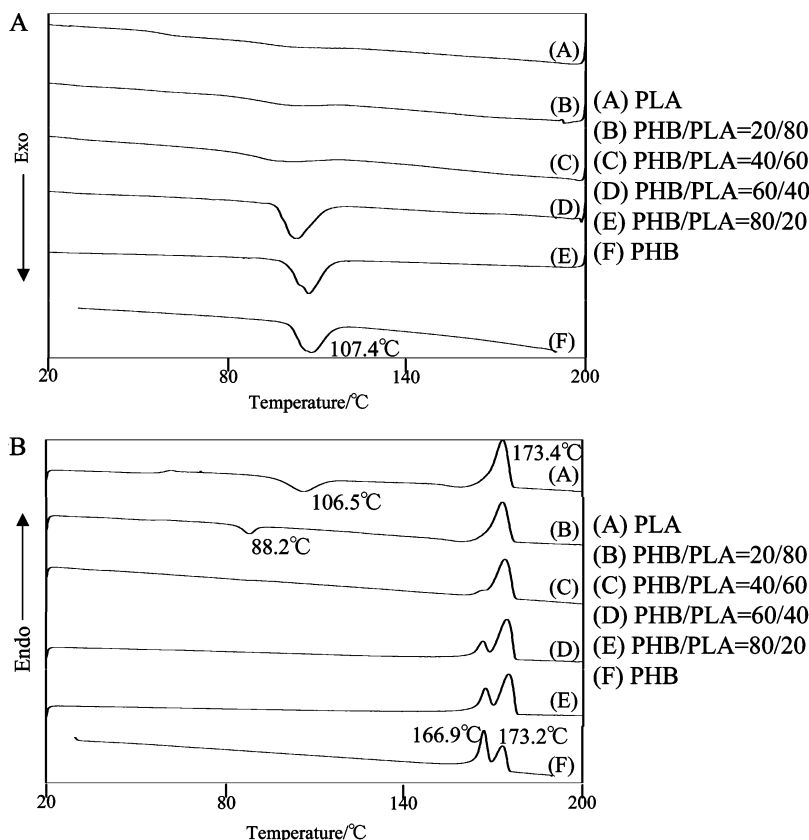 A
Exo
(A)
(B)
(C)
(D)
(E)
107.4℃
(F)
20
80
140
200
Temperature/℃
(A) PLA
(B) PHB/PLA=20/80
(C) PHB/PLA=40/60
(D) PHB/PLA=60/40
(E) PHB/PLA=80/20
(F) PHB
B
Endo
173.4℃
(A)
106.5℃
(B)
88.2℃
(C)
(D)
(E)
166.9℃
173.2℃
(F)
20
80
140
200
Temperature/℃
(A) PLA
(B) PHB/PLA=20/80
(C) PHB/PLA=40/60
(D) PHB/PLA=60/40
(E) PHB/PLA=80/20
(F) PHB